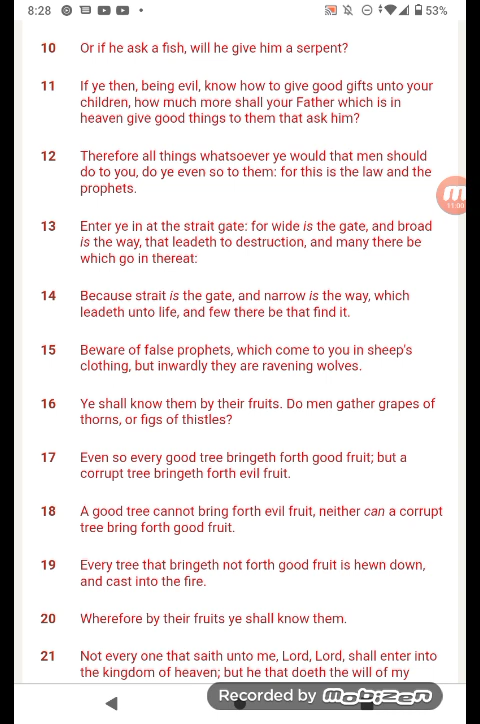 8:28 53%
10 Or if he ask a fish, will he give him a serpent?
11 If ye then, being evil, know how to give good gifts unto your
children, how much more shall your Father which is in
heaven give good things to them that ask him?
12 Therefore all things whatsoever ye would that men should
do to you, do ye even so to them: for this is the law and the
prophets.
11:00
13 Enter ye in at the strait gate: for wide is the gate, and broad
is the way, that leadeth to destruction, and many there be
which go in thereat:
14 Because strait is the gate, and narrow is the way, which
leadeth unto life, and few there be that find it.
15 Beware of false prophets, which come to you in sheep's
clothing, but inwardly they are ravening wolves.
16 Ye shall know them by their fruits. Do men gather grapes of
thorns, or figs of thistles?
17 Even so every good tree bringeth forth good fruit; but a
corrupt tree bringeth forth evil fruit.
18 A good tree cannot bring forth evil fruit, neither can a corrupt
tree bring forth good fruit.
19 Every tree that bringeth not forth good fruit is hewn down,
and cast into the fire.
20 Wherefore by their fruits ye shall know them.
21 Not every one that saith unto me, Lord, Lord, shall enter into
the kingdom of heaven; but he that doeth the will of my
Recorded by mobizen